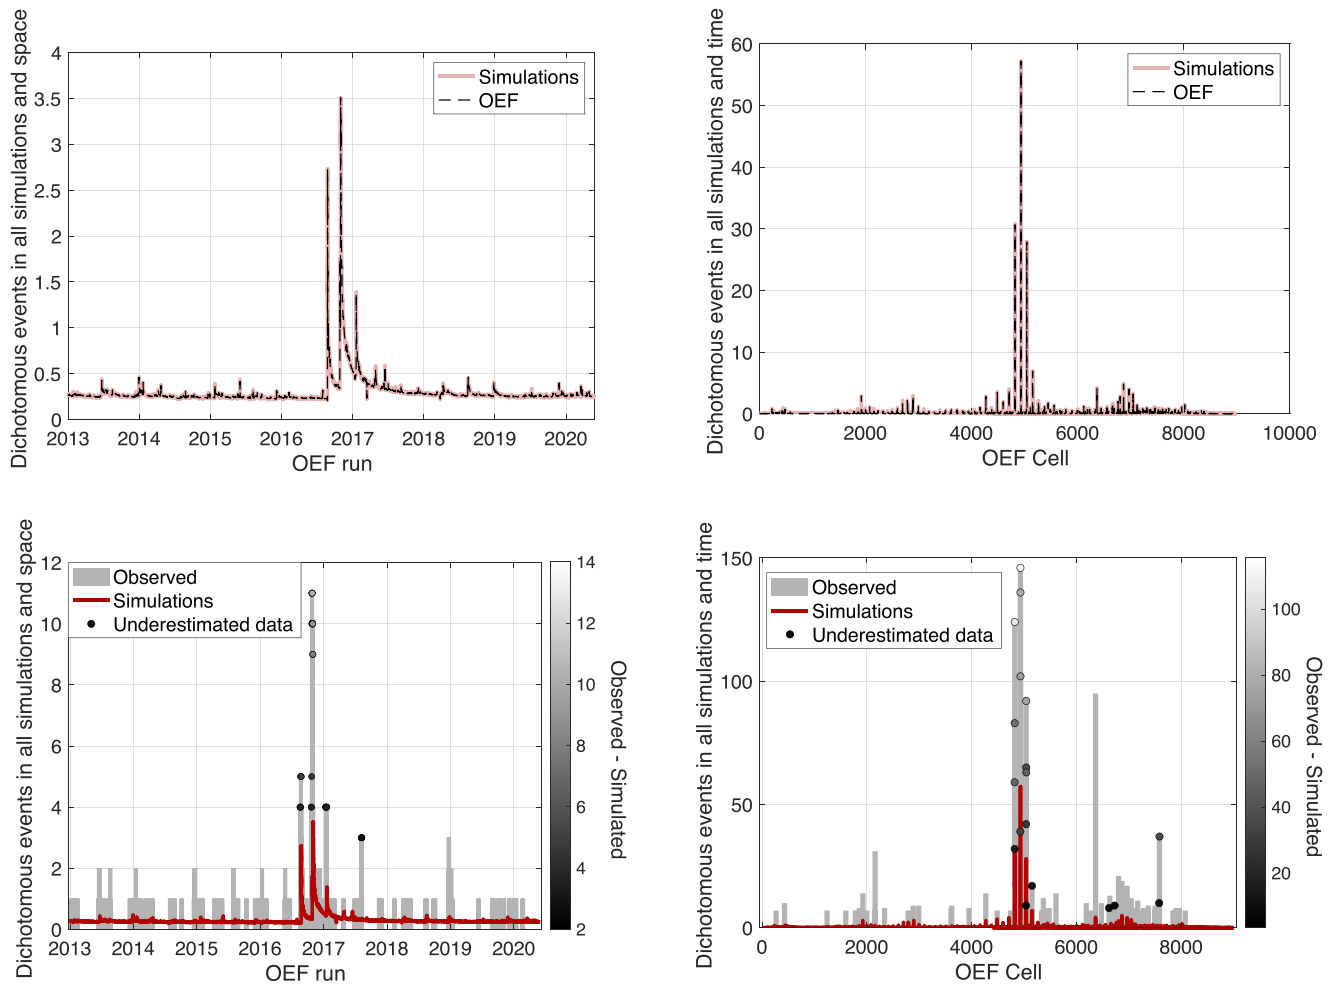 Dichotomous events in all simulations and space
4
3.5
3
2.5
2
1.5
1
0.5
0
2013 2014 2015 2016 2017 2018 2019 2020
OEF run
Simulations
OEF
Dichotomous events in all simulations and time
60
50
40
30
20
10
0
0 2000 4000 6000 8000 10000
OEF Cell
Simulations
OEF
Dichotomous events in all simulations and space
12
10
8
6
4
2
0
2013 2014 2015 2016 2017 2018 2019 2020
OEF run
Observed
Simulations
Underestimated data
14
12
10
8
6
4
2
Observed - Simulated
Dichotomous events in all simulations and time
150
100
50
0
0 2000 4000 6000 8000
OEF Cell
Observed
Simulations
Underestimated data
100
80
60
40
20
Observed - Simulated